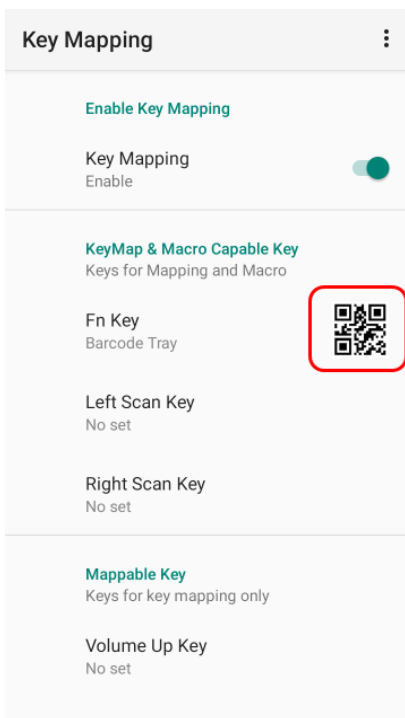 Key Mapping
Enable Key Mapping
Key Mapping
Enable
KeyMap & Macro Capable Key
Keys for Mapping and Macro
Fn Key
Barcode Tray
Left Scan Key
No set
Right Scan Key
No set
Mappable Key
Keys for key mapping only
Volume Up Key
No set